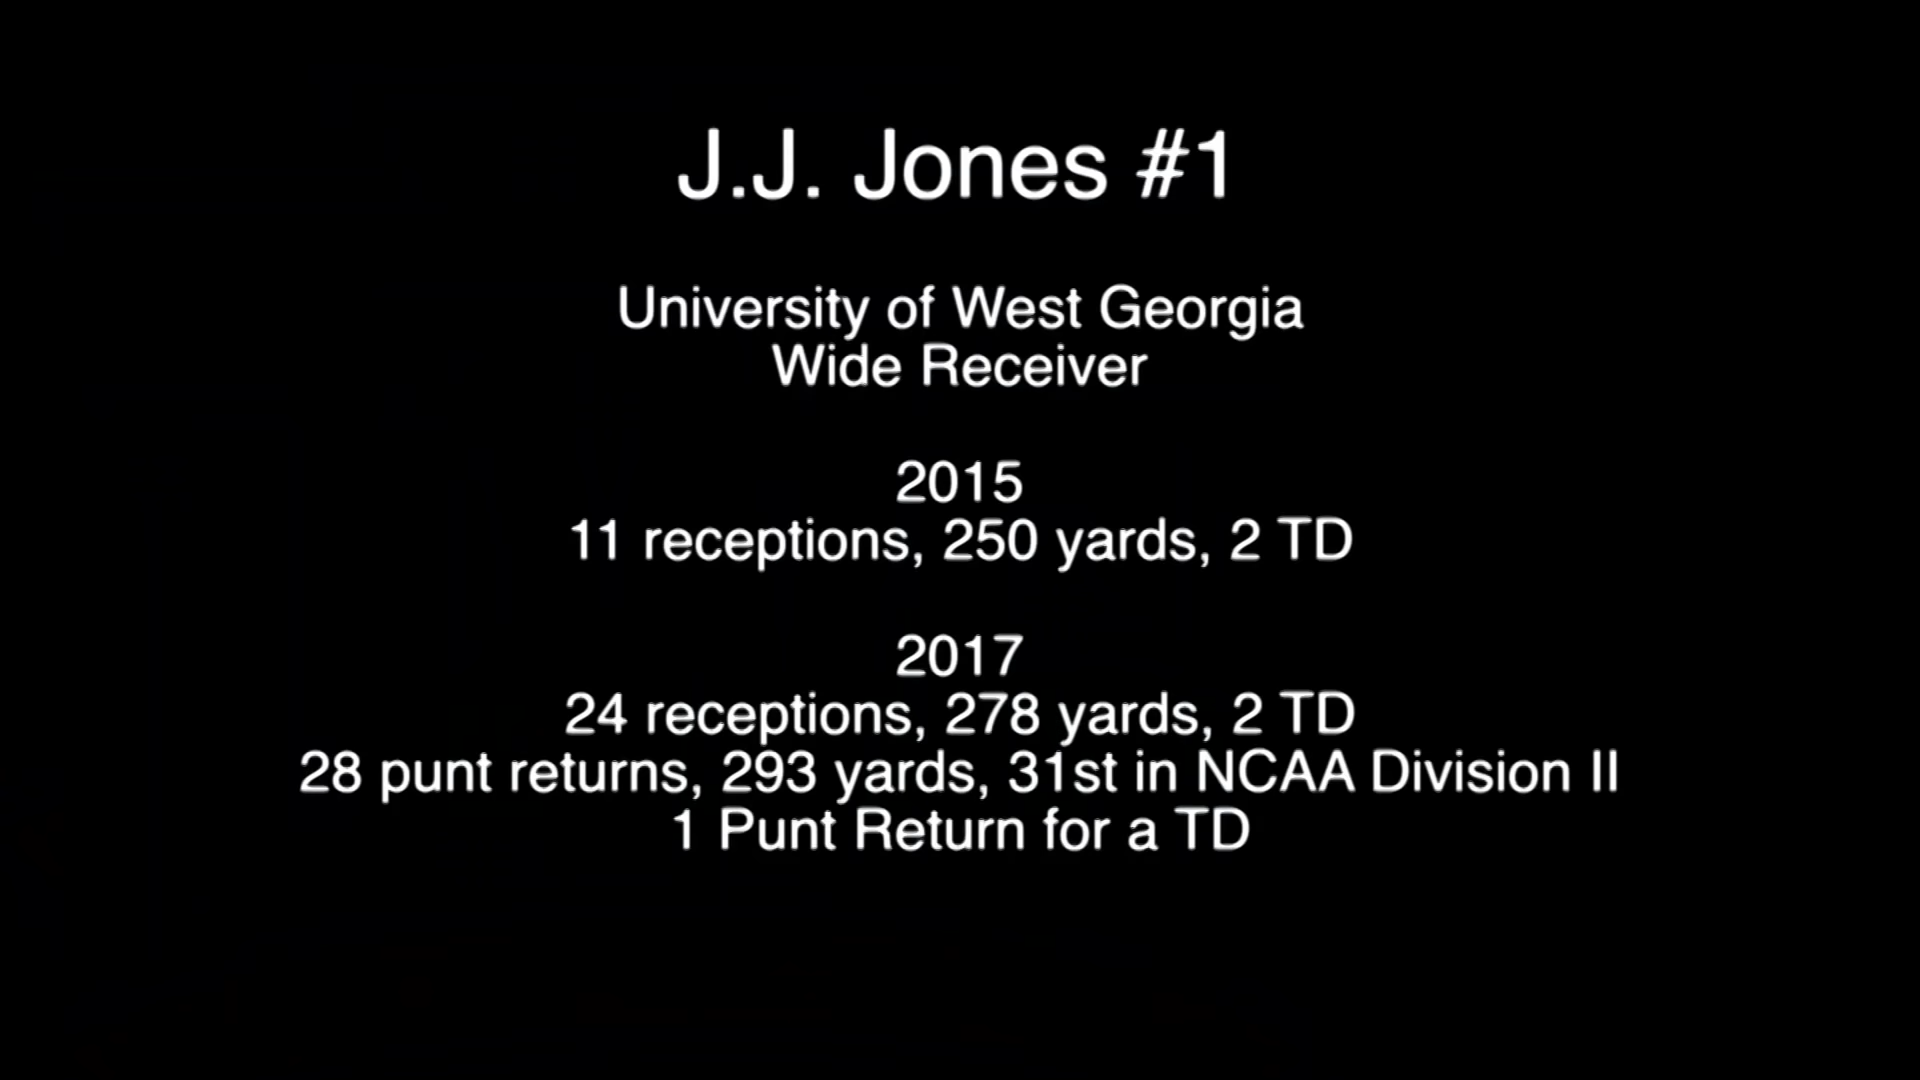 J.J. Jones #1
University of West Georgia
Wide Receiver
2015
11 receptions, 250 yards, 2 TD
2017
24 receptions, 278 yards, 2 TD
28 punt returns, 293 yards, 31st in NCAA Division II
1 Punt Return for a TD